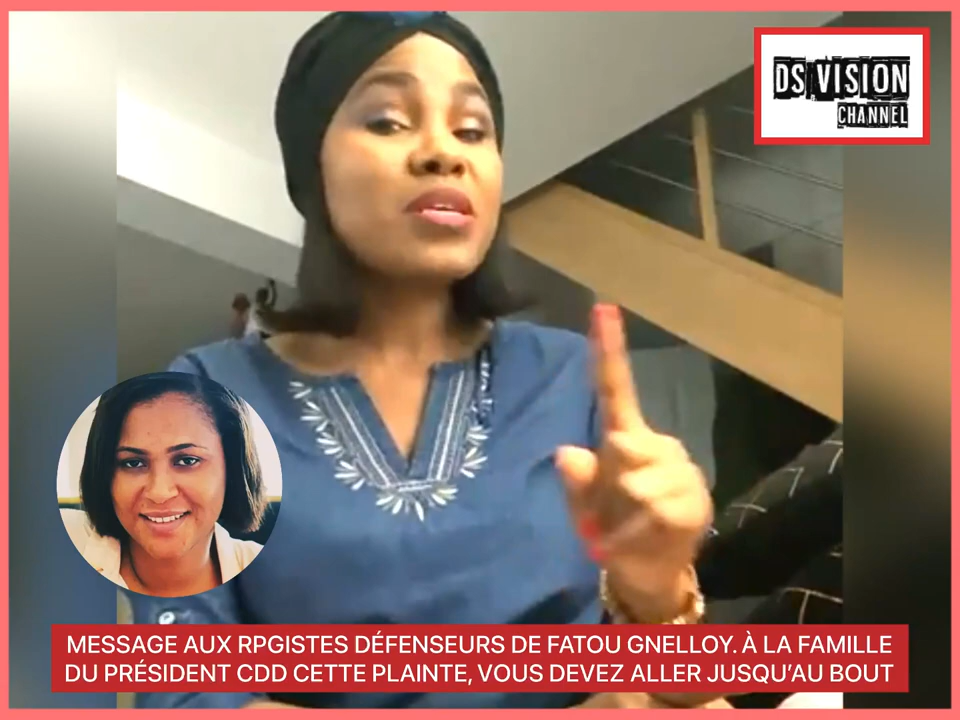 DS VISION
CHANNEL
MESSAGE AUX RPGISTES DÉFENSEURS DE FATOU GNELLOY. À LA FAMILLE
DU PRÉSIDENT CDD CETTE PLAINTE, VOUS DEVEZ ALLER JUSQU'AU BOUT